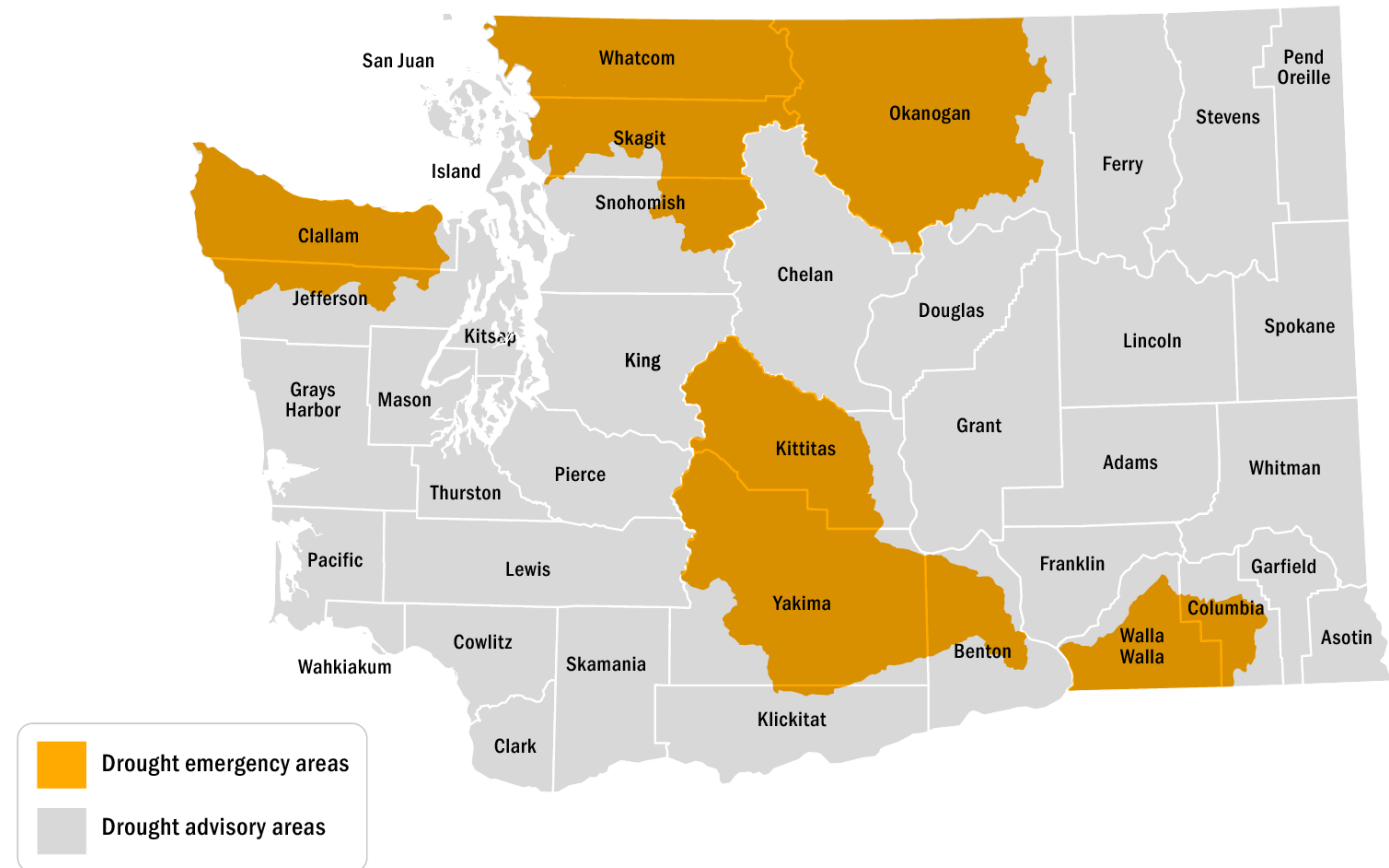 San Juan
Whatcom
Okanogan
Pend
Oreille
Stevens
Skagit
Ferry
Island
Snohomish
Clallam
Chelan
Jefferson
Douglas
Kitsap
Spokane
Lincoln
King
Grays
Harbor
Mason
Grant
Kittitas
Adams
Whitman
Pierce
Thurston
Pacific
Lewis
Franklin
Garfield
Yakima
Columbia
Walla
Walla
Asotin
Cowlitz
Benton
Wahkiakum
Skamania
Klickitat
Clark
Drought emergency areas
Drought advisory areas